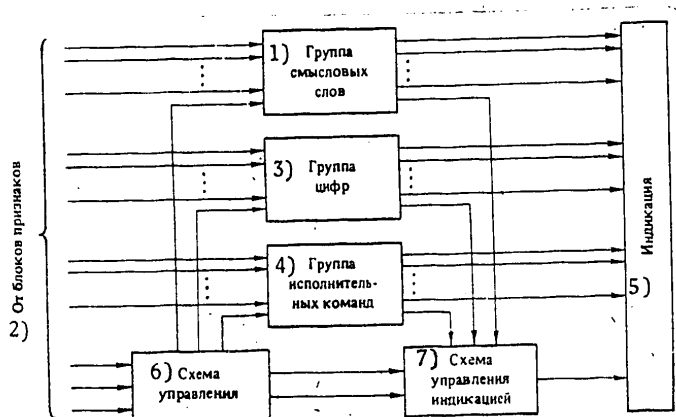 1) Группа
смысловых
слов
От блоков признаков
2)
3) Группа
цифр
4) Группа
исполнитель-
ных команд
Индикация
5)
6) Схема
управления
7) Схема
управления
индикацией